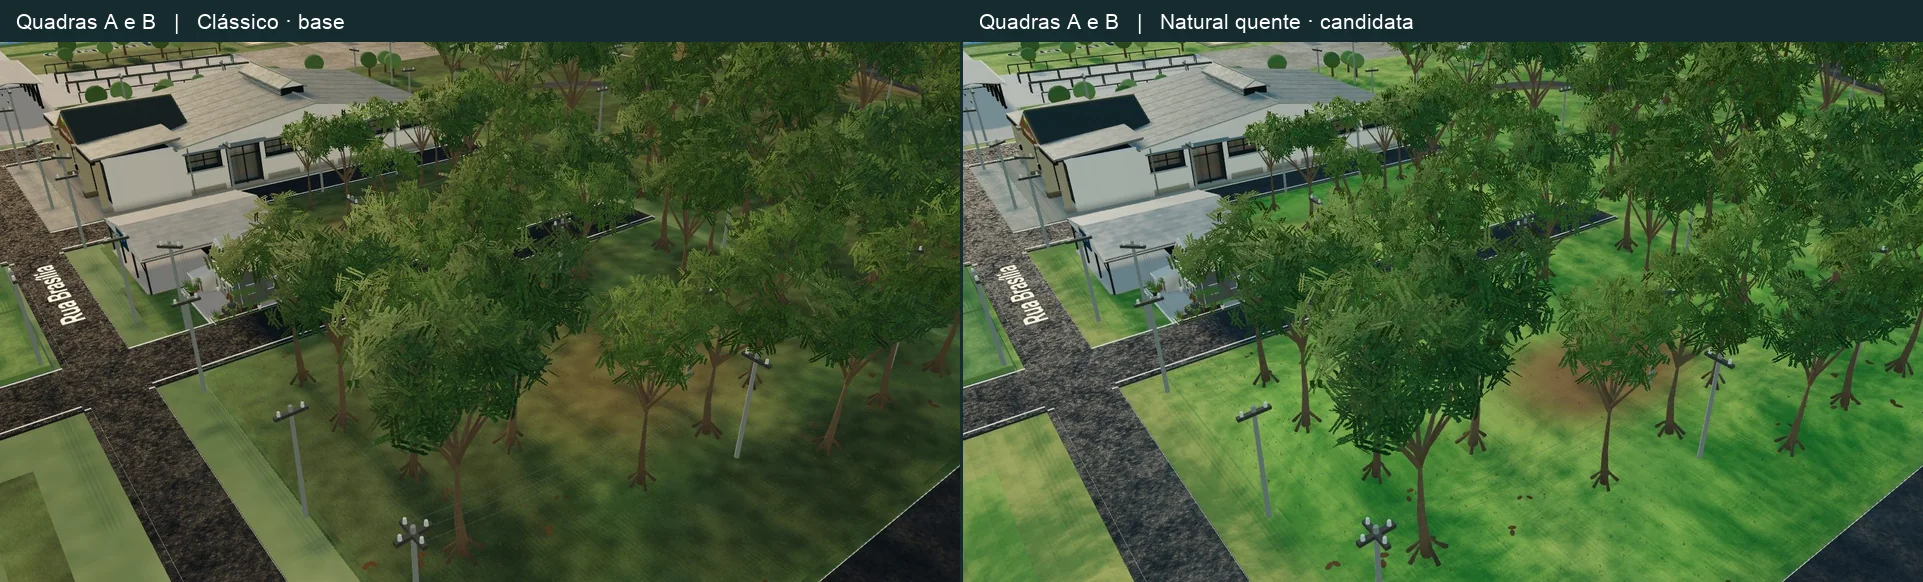 Quadras A e B | Clássico · base
Quadras A e B | Natural quente · candidata
Rua Brasília
Rua Brasília